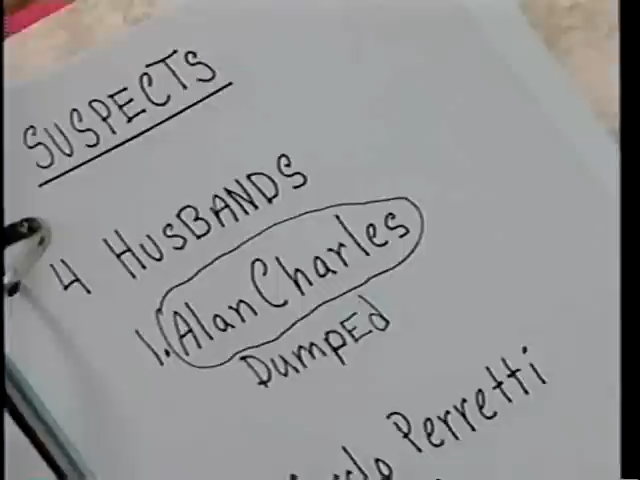 SUSPECTS
4 HUSBANDS
1. Alan Charles
DumpEd
Perretti